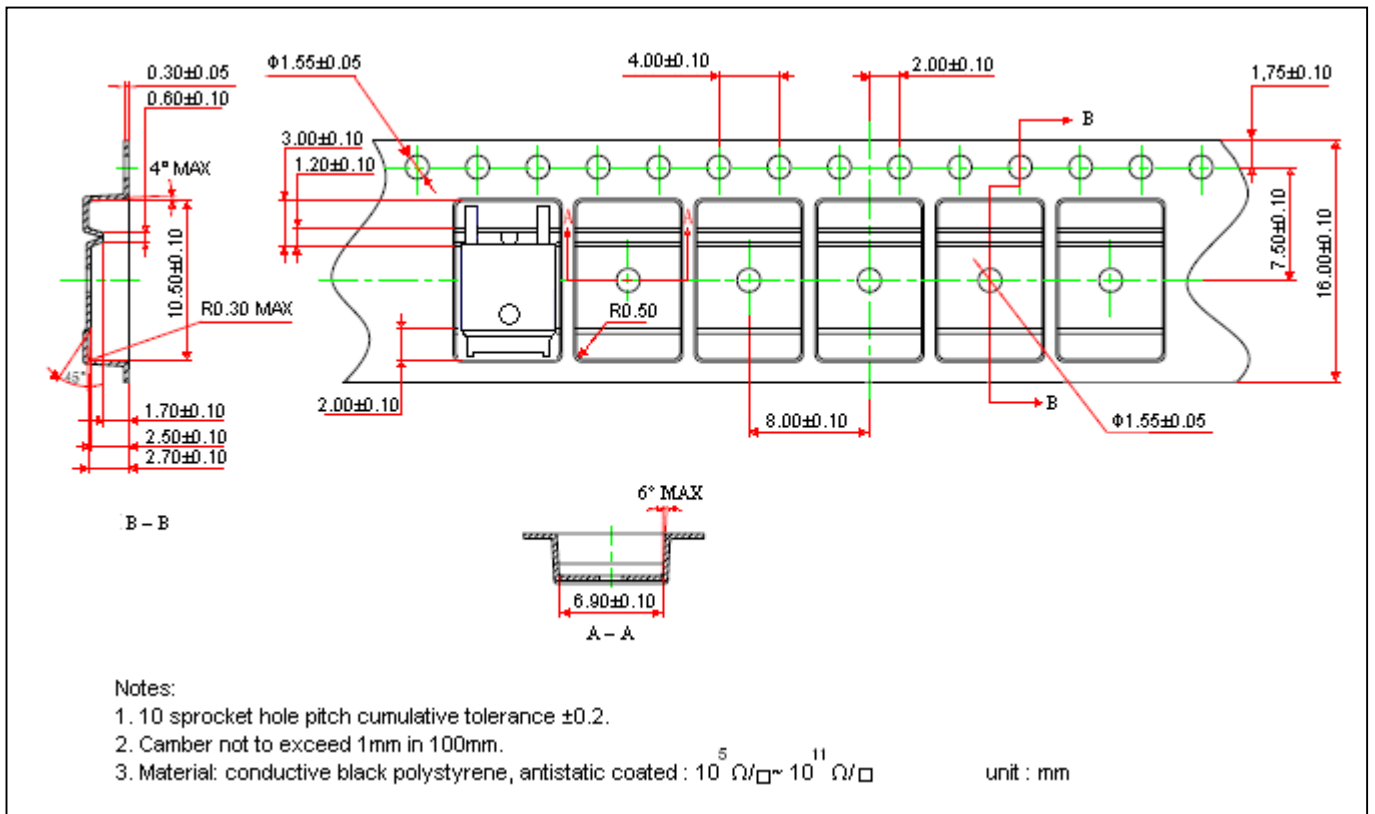 0.30±0.05
0.60±0.10
4° MAX
10.50±0.10
R0.30 MAX
45°
1.70±0.10
2.50±0.10
2.70±0.10
B – B
Φ1.55±0.05
4.00±0.10
2.00±0.10
1,75±0.10
B
3.00±0.10
1.20±0.10
A
A
7.50±0.10
16.00±0.10
R0.50
2.00±0.10
8.00±0.10
B
Φ1.55±0.05
6° MAX
6.90±0.10
A – A
Notes:
1. 10 sprocket hole pitch cumulative tolerance ±0.2.
2. Camber not to exceed 1mm in 100mm.
3. Material: conductive black polystyrene, antistatic coated : 10⁵ Ω/□~ 10¹¹ Ω/□ unit : mm